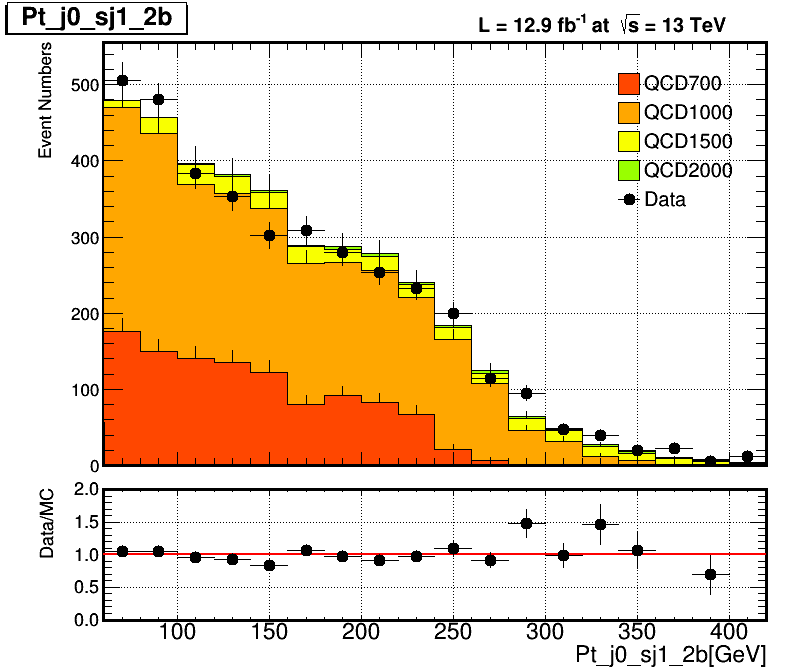 Pt_j0_sj1_2b
L = 12.9 fb⁻¹ at √s = 13 TeV
Event Numbers
500
400
300
200
100
0
QCD700
QCD1000
QCD1500
QCD2000
Data
Data/MC
2.0
1.5
1.0
0.5
0.0
100 150 200 250 300 350 400
Pt_j0_sj1_2b[GeV]